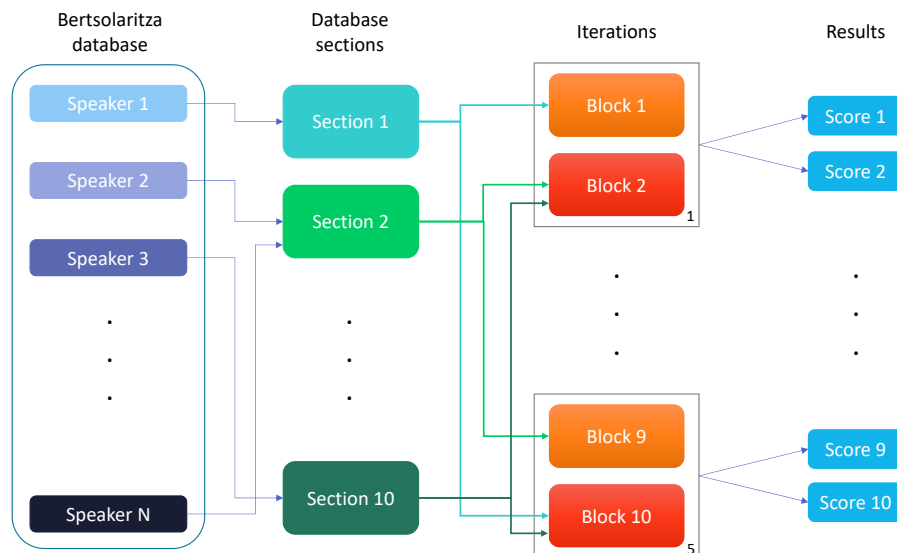 Bertsolaritza
database
Database
sections
Iterations
Results
Speaker 1
Speaker 2
Speaker 3
.
.
.
Speaker N
Section 1
Section 2
.
.
.
Section 10
Block 1
Block 2
1
.
.
.
Block 9
Block 10
5
Score 1
Score 2
.
.
.
Score 9
Score 10